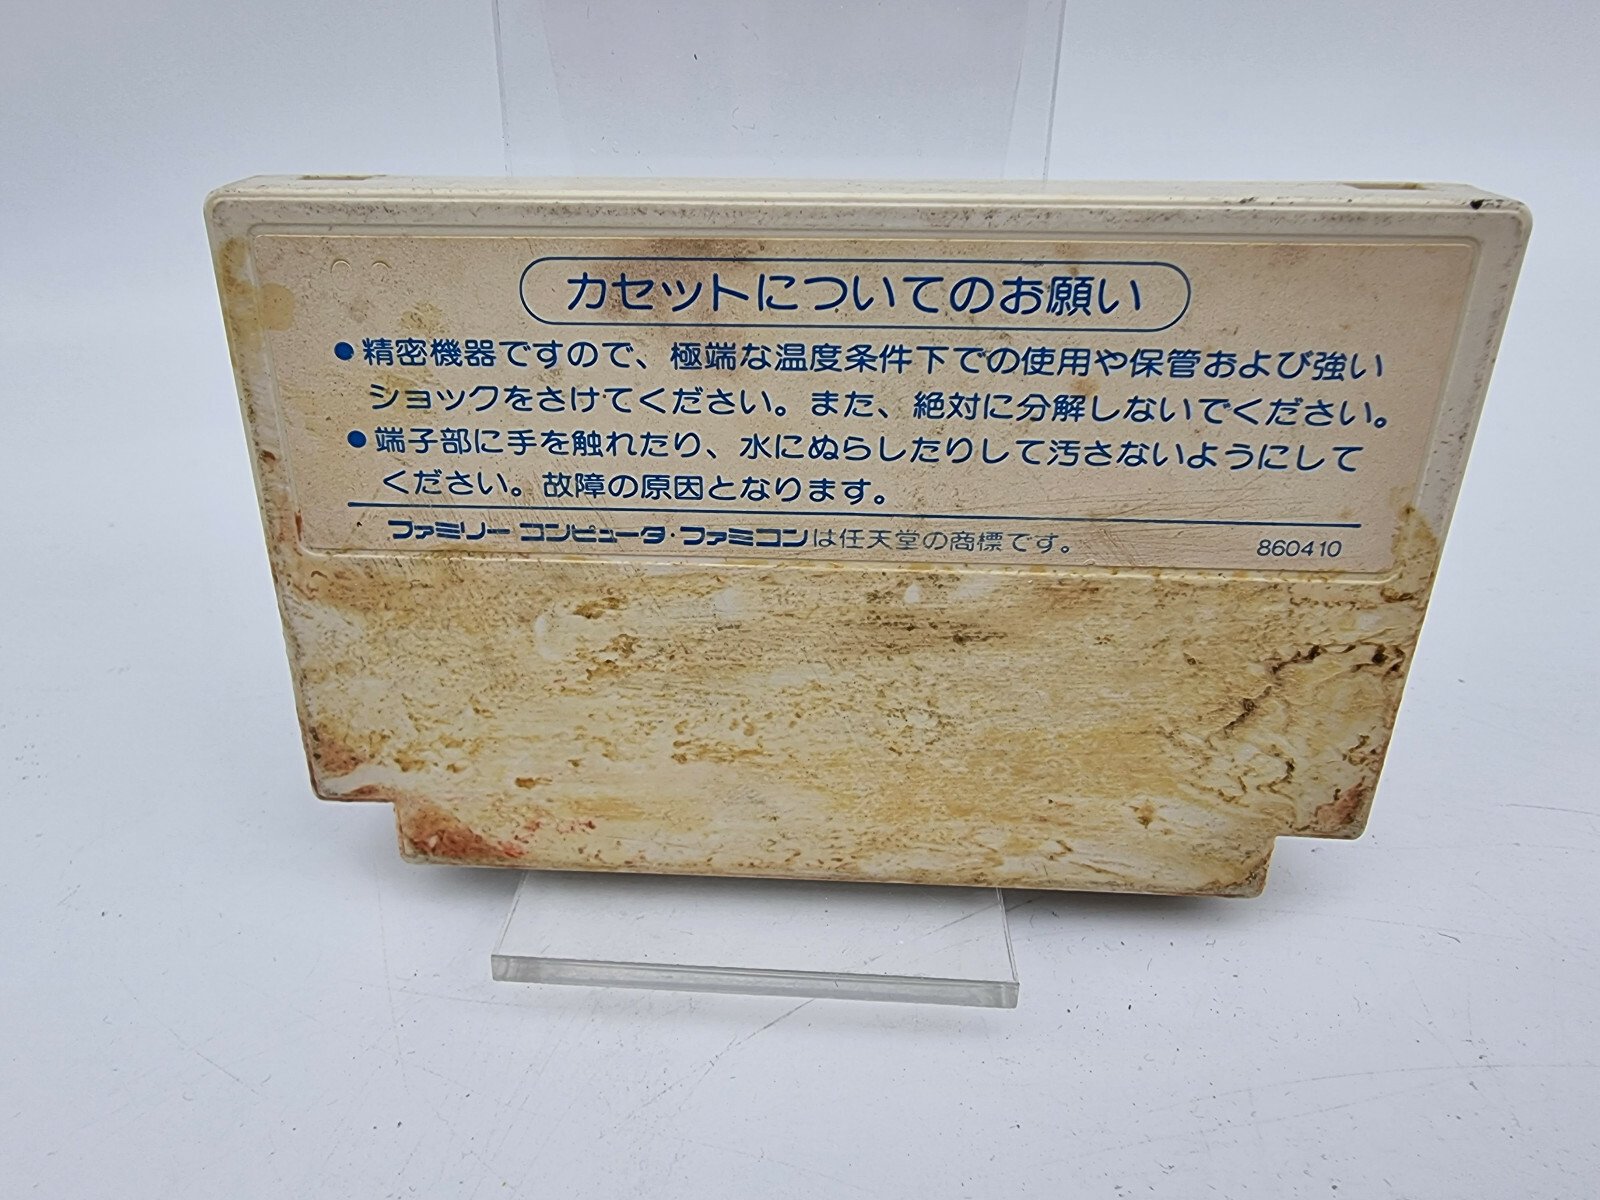 カセットについてのお願い
●精密機器ですので、極端な温度条件下での使用や保管および強い
ショックをさけてください。また、絶対に分解しないでください。
●端子部に手を触れたり、水にぬらしたりして汚さないようにして
ください。故障の原因となります。
ファミリーコンピュータ・ファミコンは任天堂の商標です。
860410